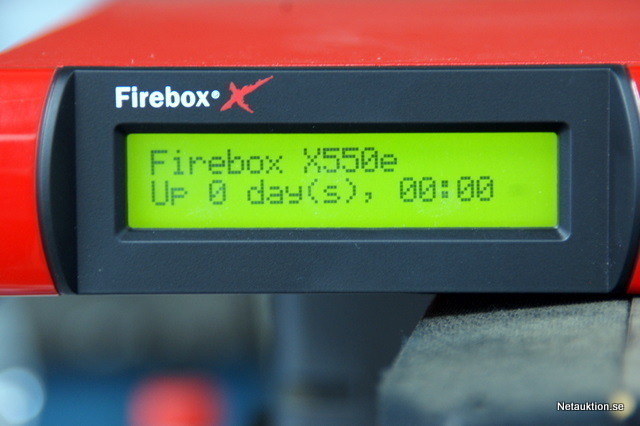 Firebox® X
Firebox X550e
Up 0 day(s), 00:00
Netauktion.se